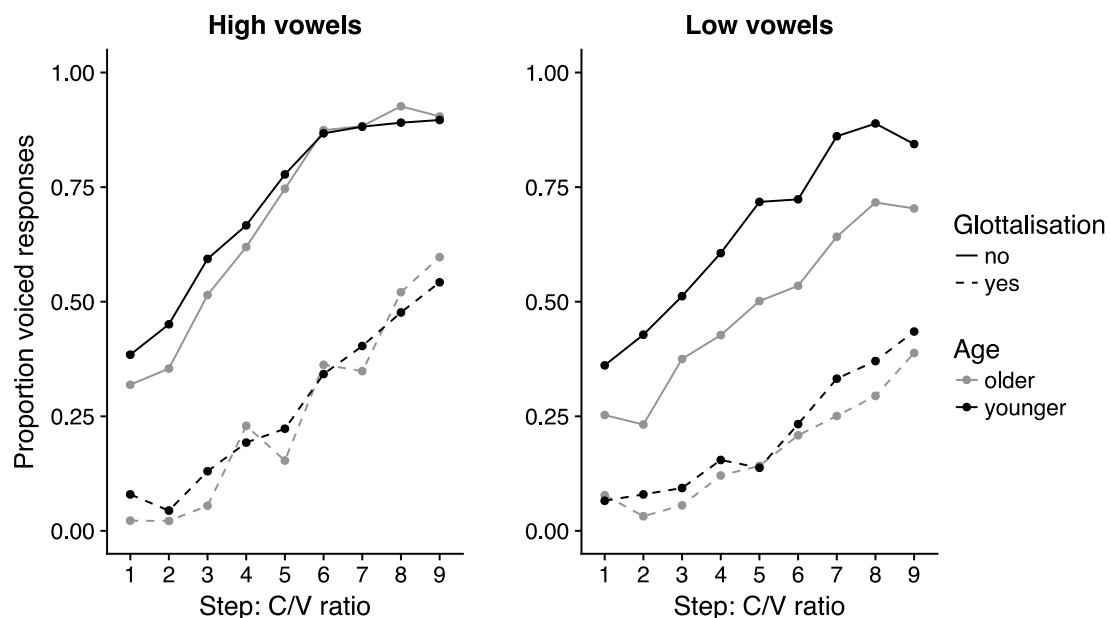 High vowels
Low vowels
Proportion voiced responses
1.00
0.75
0.50
0.25
0.00
1 2 3 4 5 6 7 8 9
Step: C/V ratio
1.00
0.75
0.50
0.25
0.00
1 2 3 4 5 6 7 8 9
Step: C/V ratio
Glottalisation
no
yes
Age
older
younger